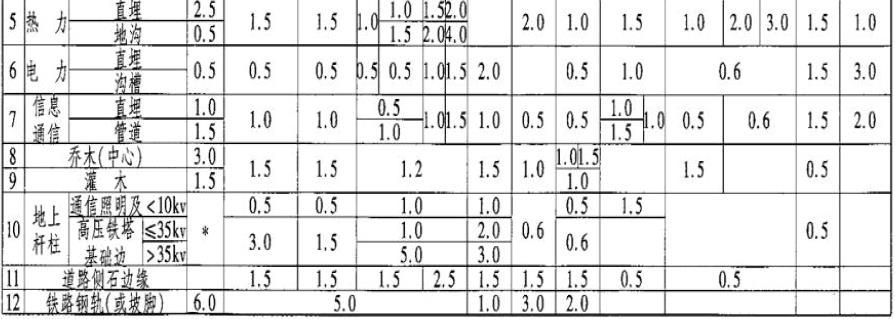 直埋 2.5 1.0 1.5 2.0
5 热 力 1.5 1.5 1.0 2.0 1.0 1.5 1.0 2.0 3.0 1.5 1.0
地沟 0.5 1.5 2.0 4.0
直埋
6 电 力 0.5 0.5 0.5 0.5 0.5 1.0 1.5 2.0 0.5 1.0 0.6 1.5 3.0
沟槽
信息 直埋 1.0 0.5 1.0
7 1.0 1.0 1.0 1.5 1.0 0.5 0.5 1.0 0.5 0.6 1.5 2.0
通信 管道 1.5 1.0 1.5
8 乔木(中心) 3.0 1.0 1.5
1.5 1.5 1.2 1.5 1.0 1.5 0.5
9 灌 木 1.5 1.0
通信照明及<10kv 0.5 0.5 1.0 1.0 0.5 1.5
10 地上杆柱 高压铁塔 ≤35kv * 3.0 1.5 1.0 2.0 0.6 0.6 0.5
基础边 >35kv 5.0 3.0
11 道路侧石边缘 1.5 1.5 1.5 2.5 1.5 1.5 1.5 0.5 0.5
12 铁路钢轨(或坡脚) 6.0 5.0 1.0 3.0 2.0